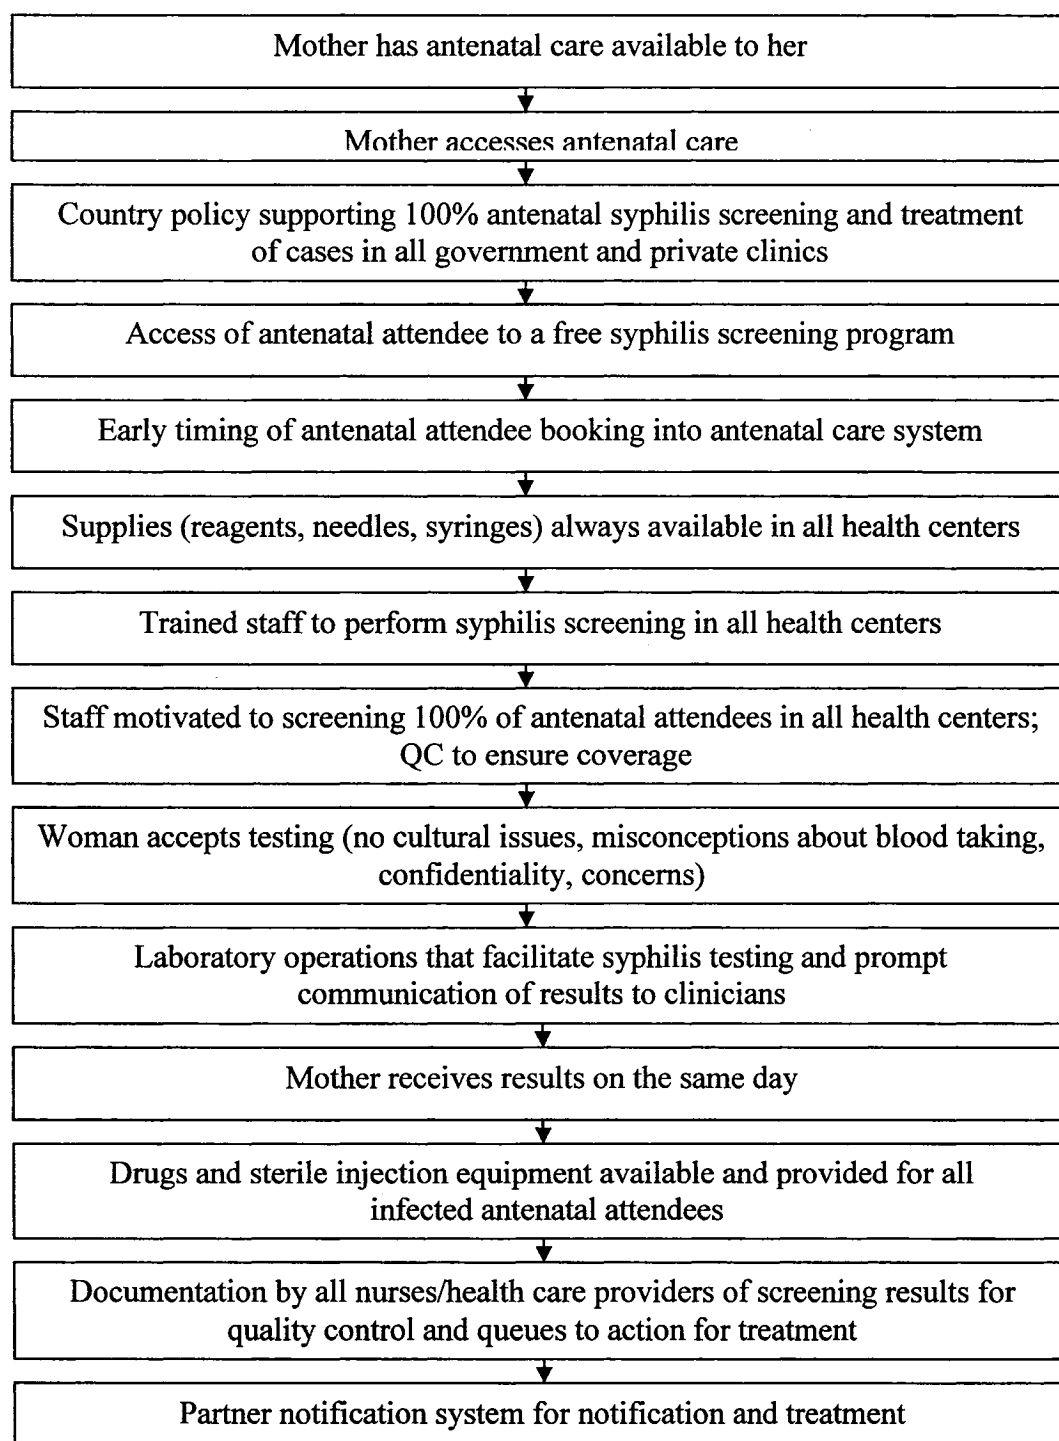 Mother has antenatal care available to her
Mother accesses antenatal care
Country policy supporting 100% antenatal syphilis screening and treatment
of cases in all government and private clinics
Access of antenatal attendee to a free syphilis screening program
Early timing of antenatal attendee booking into antenatal care system
Supplies (reagents, needles, syringes) always available in all health centers
Trained staff to perform syphilis screening in all health centers
Staff motivated to screening 100% of antenatal attendees in all health centers;
QC to ensure coverage
Woman accepts testing (no cultural issues, misconceptions about blood taking,
confidentiality, concerns)
Laboratory operations that facilitate syphilis testing and prompt
communication of results to clinicians
Mother receives results on the same day
Drugs and sterile injection equipment available and provided for all
infected antenatal attendees
Documentation by all nurses/health care providers of screening results for
quality control and queues to action for treatment
Partner notification system for notification and treatment